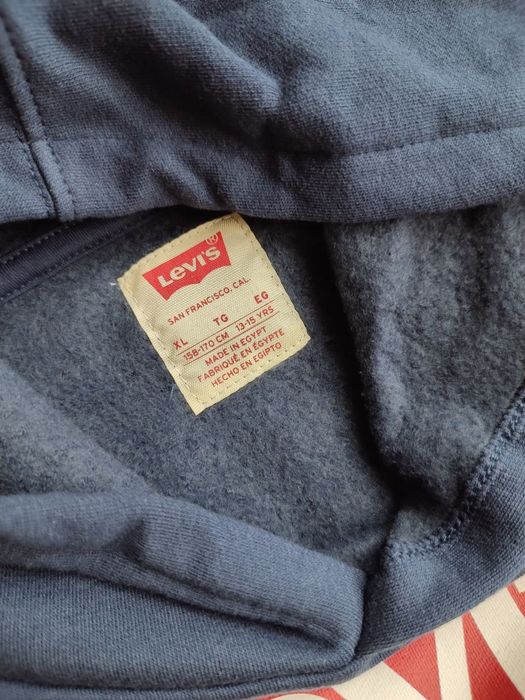 Levi's®
SAN FRANCISCO, CAL.
XL TG EG
158-170 CM 13-15 YRS
MADE IN EGYPT
FABRIQUÉ EN ÉGYPTE
HECHO EN EGIPTO